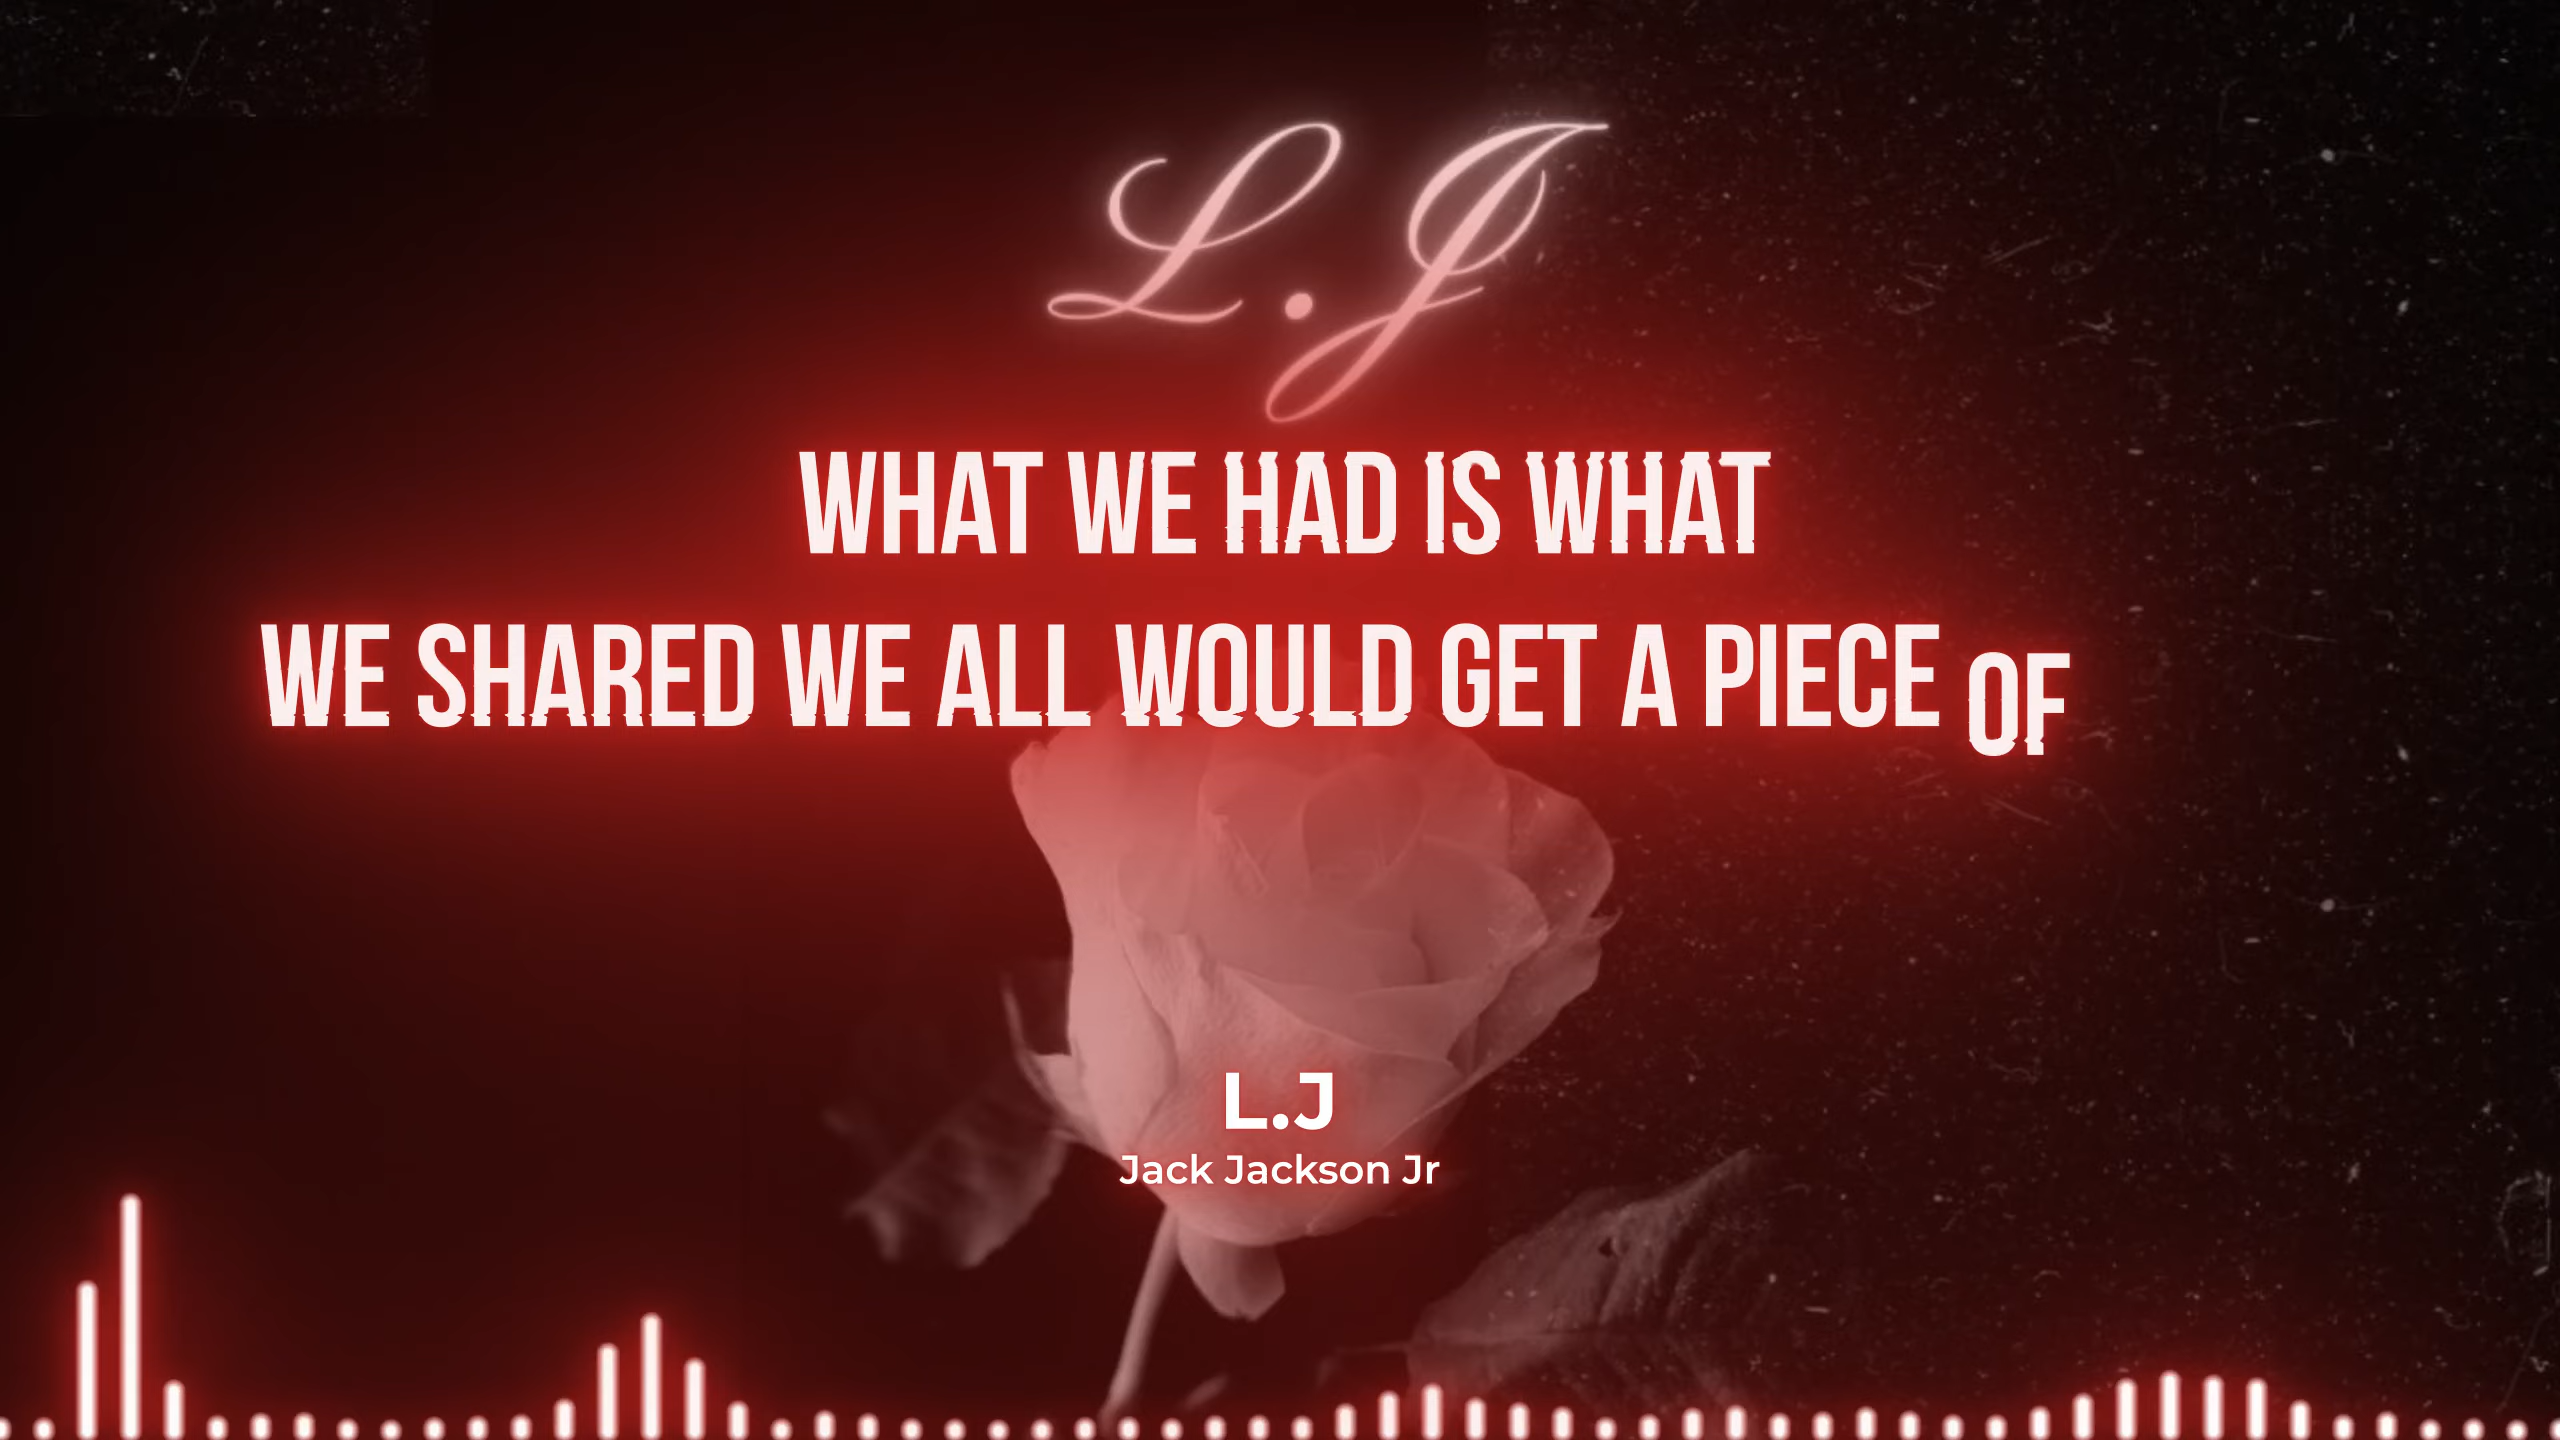 L.J
WHAT WE HAD IS WHAT
WE SHARED WE ALL WOULD GET A PIECE OF
L.J
Jack Jackson Jr